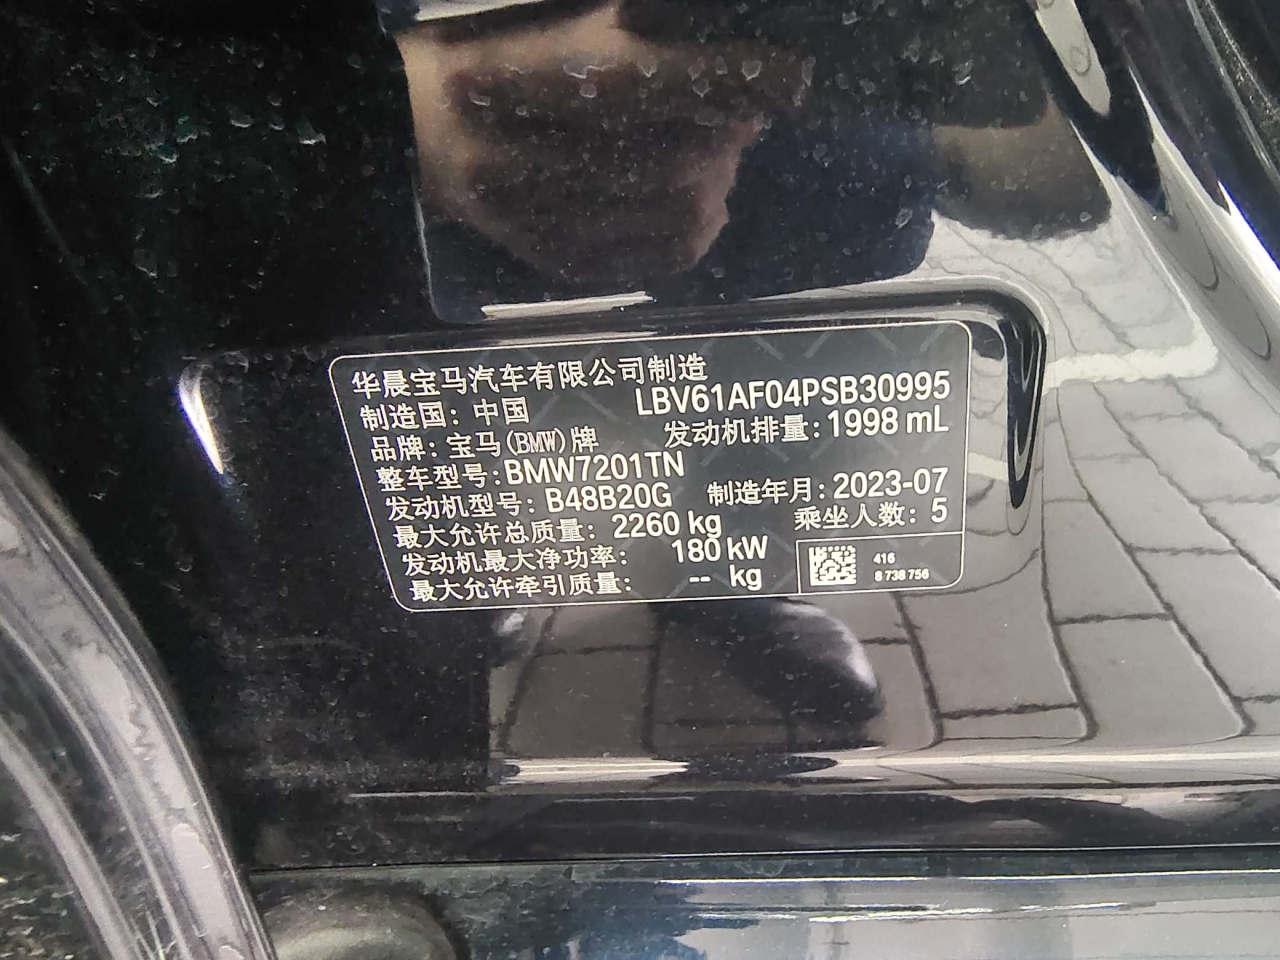 华晨宝马汽车有限公司制造
制造国：中国 LBV61AF04PSB30995
品牌：宝马(BMW)牌 发动机排量：1998 mL
整车型号：BMW7201TN
发动机型号：B48B20G 制造年月：2023-07
最大允许总质量：2260 kg 乘坐人数：5
发动机最大净功率：180 kW
最大允许牵引质量：-- kg
416
8 738 756